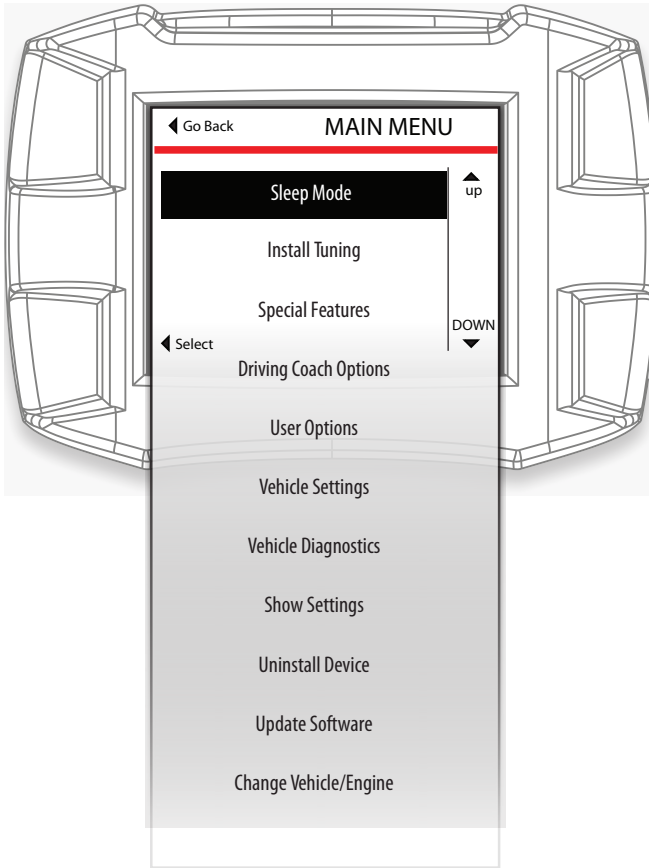 Go Back
MAIN MENU
Sleep Mode
up
Install Tuning
Special Features
DOWN
Select
Driving Coach Options
User Options
Vehicle Settings
Vehicle Diagnostics
Show Settings
Uninstall Device
Update Software
Change Vehicle/Engine